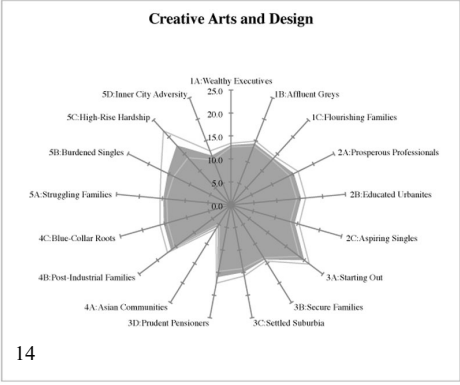 Creative Arts and Design
1A:Wealthy Executives
25.0
5D:Inner City Adversity
1B:Affluent Greys
20.0
5C:High-Rise Hardship
1C:Flourishing Families
15.0
5B:Burdened Singles
2A:Prosperous Professionals
10.0
5.0
5A:Struggling Families
2B:Educated Urbanites
0.0
4C:Blue-Collar Roots
2C:Aspiring Singles
4B:Post-Industrial Families
3A:Starting Out
4A:Asian Communities
3B:Secure Families
3D:Prudent Pensioners
3C:Settled Suburbia
14